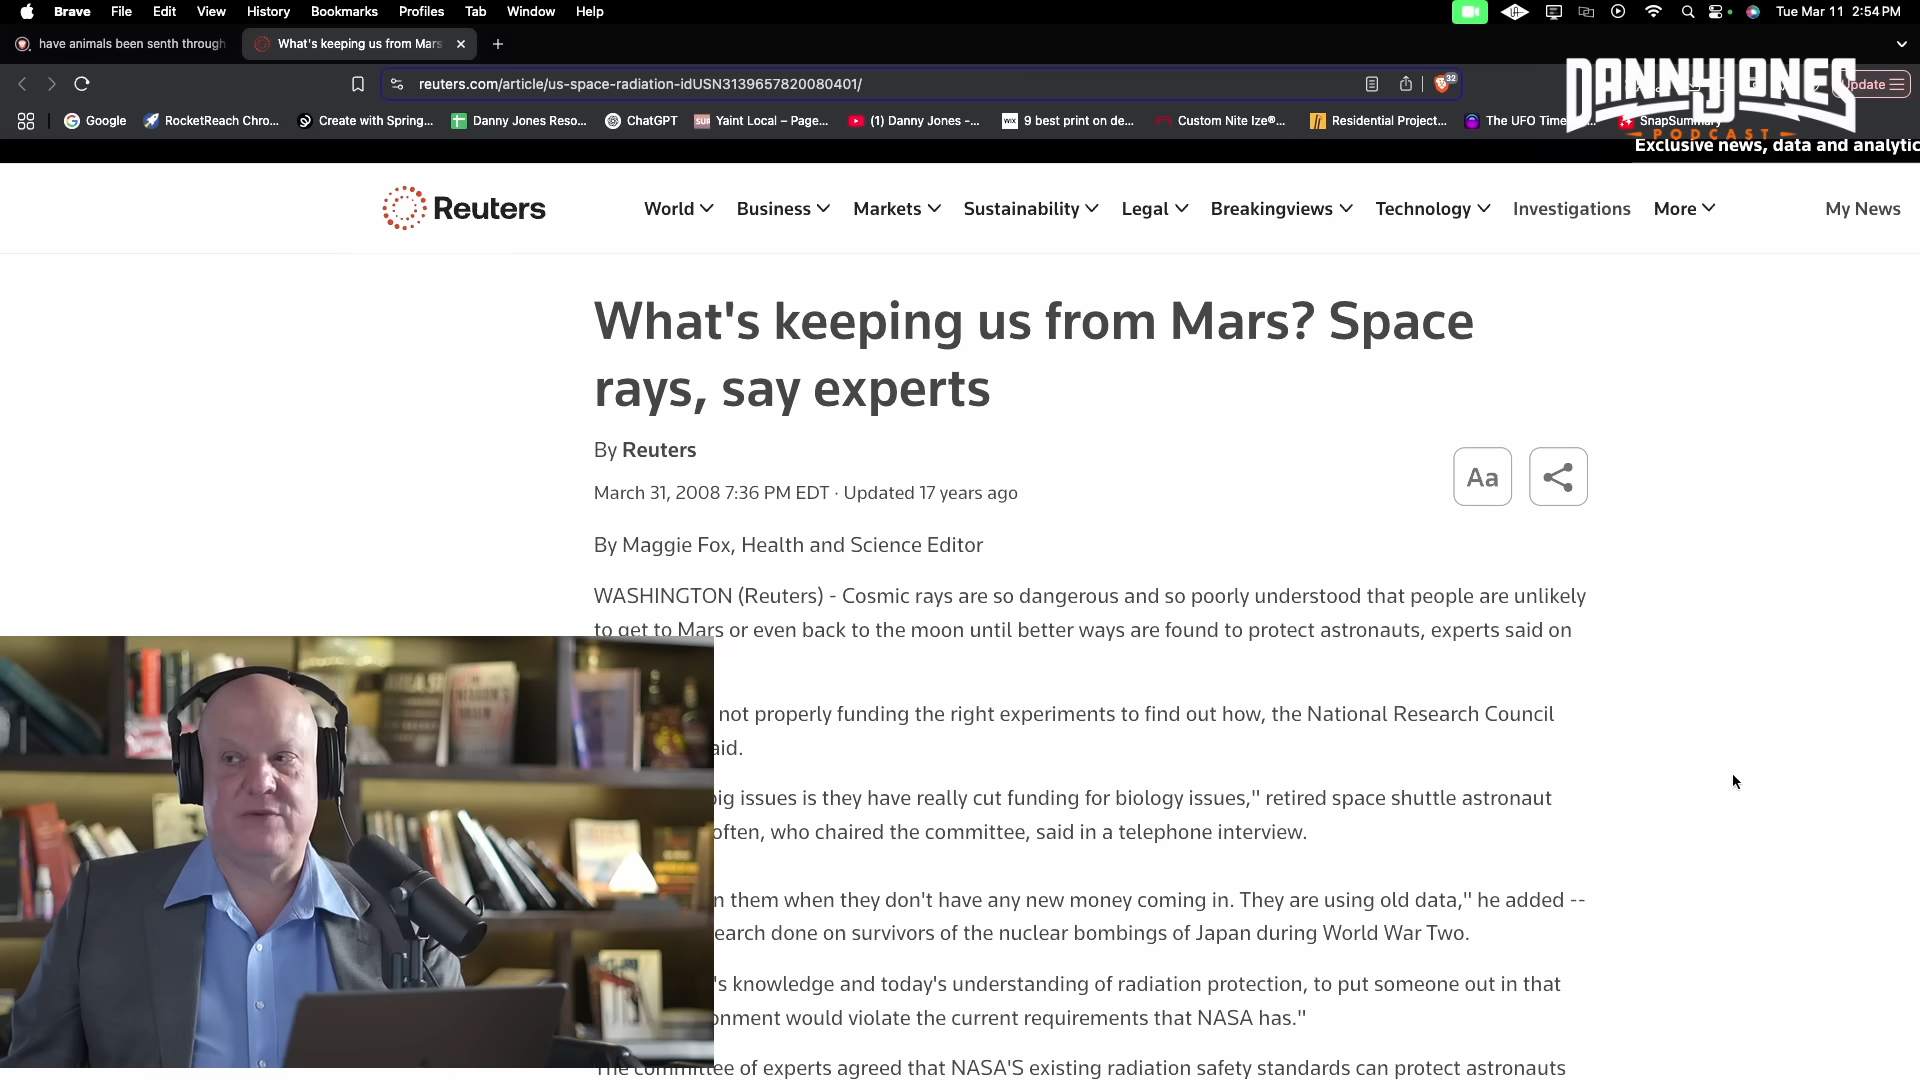 Brave File Edit View History Bookmarks Profiles Tab Window Help Tue Mar 11 2:54 PM
have animals been senth through What's keeping us from Mars
reuters.com/article/us-space-radiation-idUSN3139657820080401/ 32 Update
DANNY JONES
PODCAST
Google RocketReach Chro... Create with Spring... Danny Jones Reso... ChatGPT Yaint Local – Page... (1) Danny Jones -... 9 best print on de... Custom Nite Ize®... Residential Project... The UFO Time SnapSummary
Exclusive news, data and analytic
Reuters World Business Markets Sustainability Legal Breakingviews Technology Investigations More My News
What's keeping us from Mars? Space
rays, say experts
By Reuters
March 31, 2008 7:36 PM EDT · Updated 17 years ago
Aa
By Maggie Fox, Health and Science Editor
WASHINGTON (Reuters) - Cosmic rays are so dangerous and so poorly understood that people are unlikely
to get to Mars or even back to the moon until better ways are found to protect astronauts, experts said on
not properly funding the right experiments to find out how, the National Research Council
aid.
big issues is they have really cut funding for biology issues," retired space shuttle astronaut
often, who chaired the committee, said in a telephone interview.
n them when they don't have any new money coming in. They are using old data," he added --
earch done on survivors of the nuclear bombings of Japan during World War Two.
's knowledge and today's understanding of radiation protection, to put someone out in that
onment would violate the current requirements that NASA has."
The committee of experts agreed that NASA'S existing radiation safety standards can protect astronauts